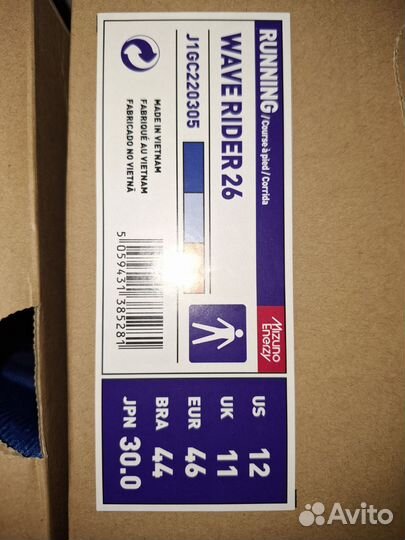 RUNNING / Course à pied / Corrida
WAVE RIDER 26
J1GC220305
MADE IN VIETNAM
FABRIQUÉ AU VIETNAM
FABRICADO NO VIETNÃ
5 059431 385281
Mizuno
Enerzy
US 12
UK 11
EUR 46
BRA 44
JPN 30.0
Avito